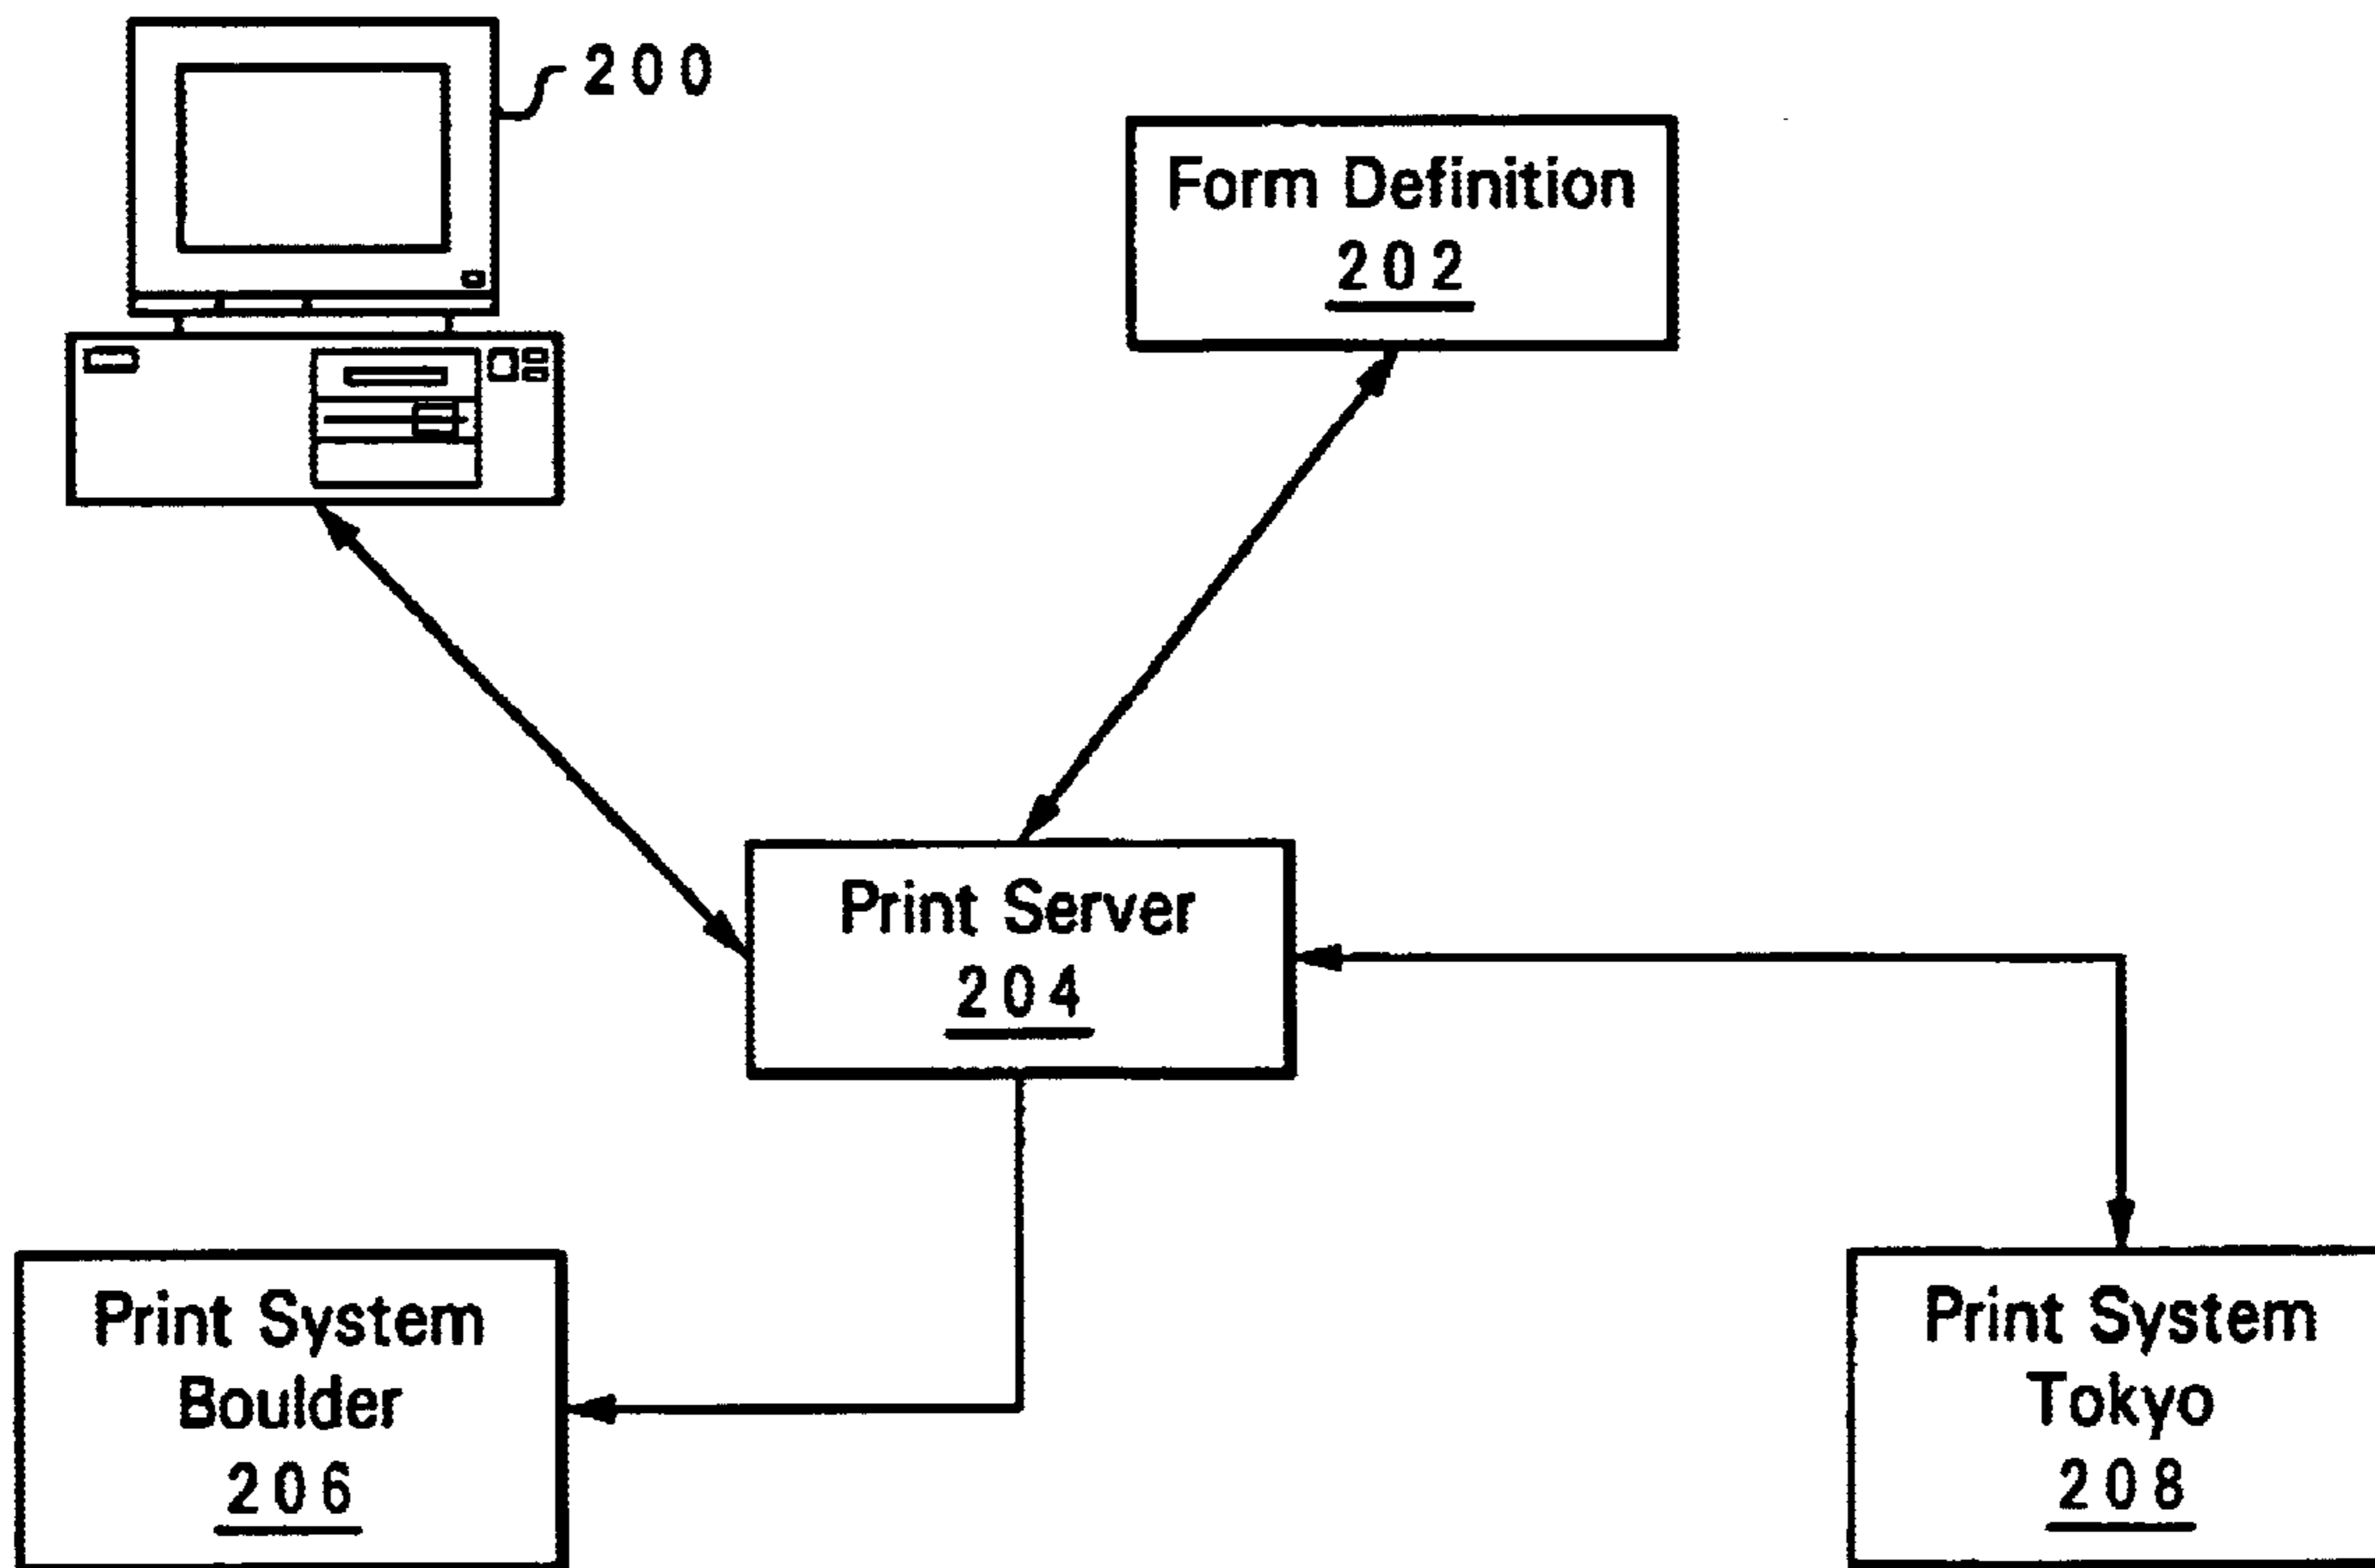 200
Form Definition
202
Print Server
204
Print System
Boulder
206
Print System
Tokyo
208